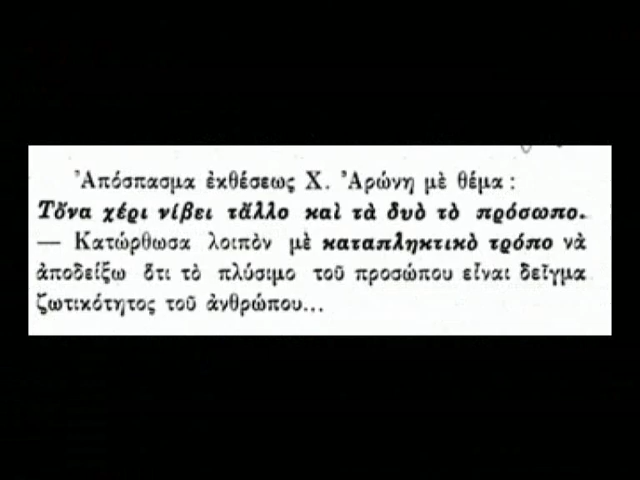 Ἀπόσπασμα ἐκθέσεως Χ. Ἀρώνη μὲ θέμα :
Τὄνα χέρι νίβει τἄλλο καὶ τὰ δυὸ τὸ πρόσωπο.
— Κατώρθωσα λοιπὸν μὲ καταπληκτικὸ τρόπο νὰ
ἀποδείξω ὅτι τὸ πλύσιμο τοῦ προσώπου εἶναι δεῖγμα
ζωτικότητος τοῦ ἀνθρώπου...